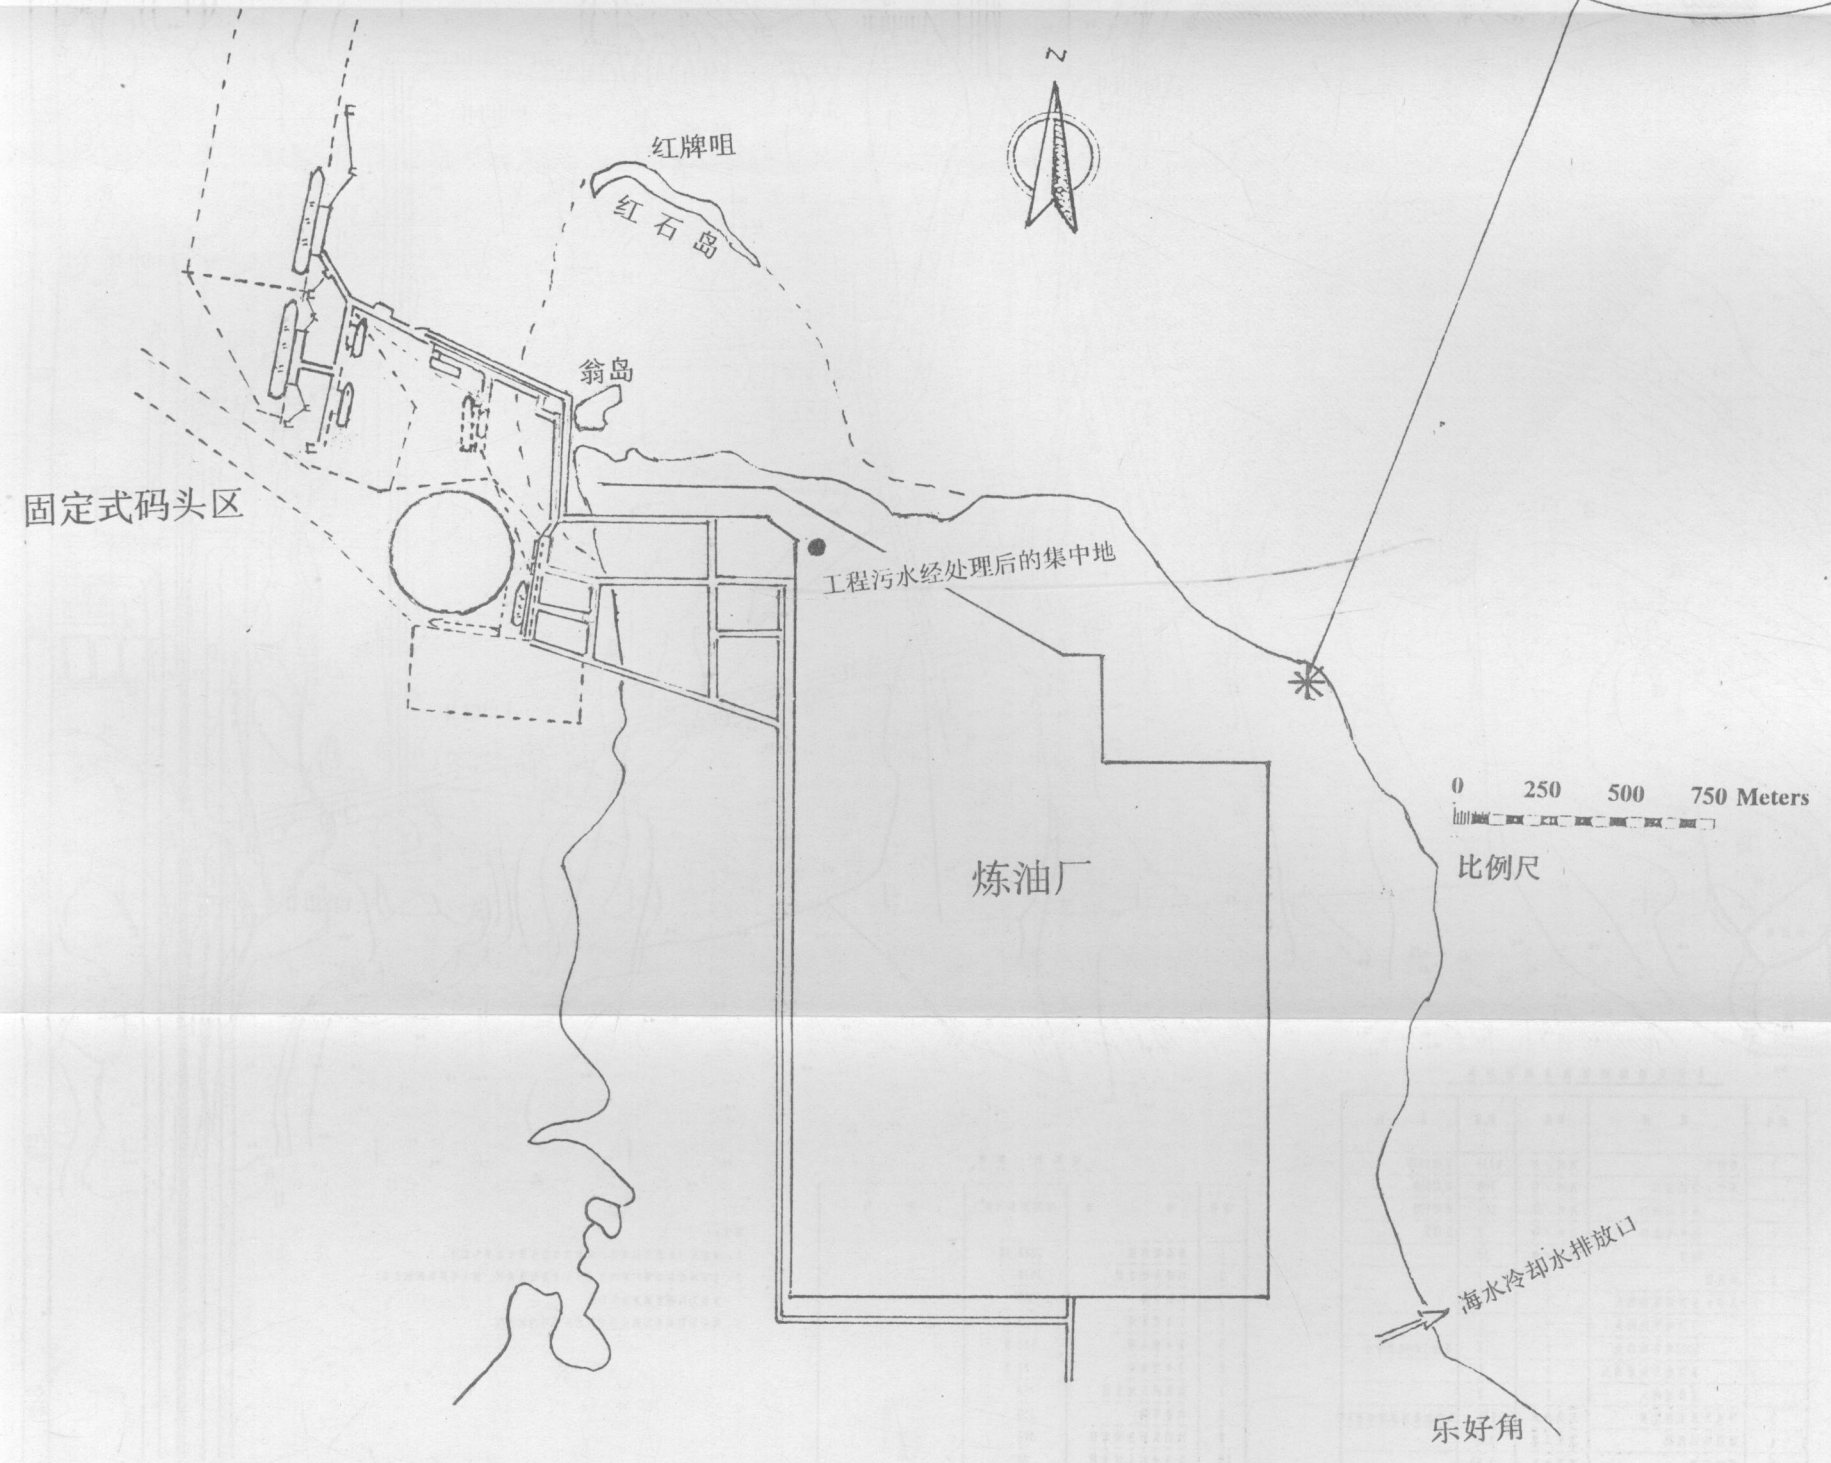 N
红牌咀
红石岛
翁岛
固定式码头区
工程污水经处理后的集中地
0 250 500 750 Meters
比例尺
炼油厂
海水冷却水排放口
乐好角